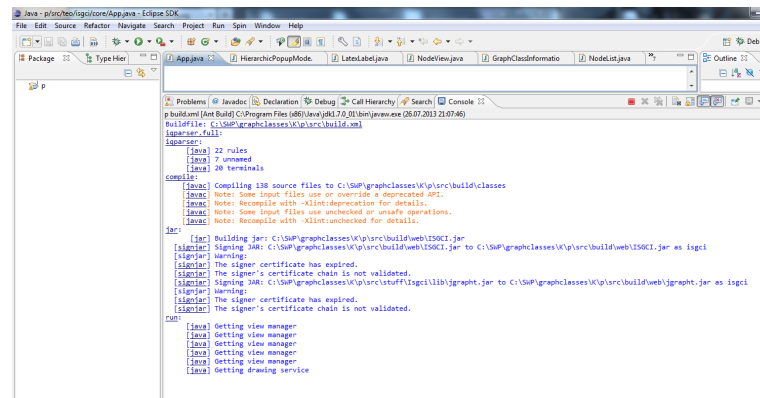 Java - p/src/teo/isgci/core/App.java - Eclipse SDK
File Edit Source Refactor Navigate Search Project Run Spin Window Help
Deb
Package Type Hier App.java HierarchicPopupMode. LatexLabel.java NodeView.java GraphClassInformatio NodeList.java »7 Outline
p
Problems @ Javadoc Declaration Debug Call Hierarchy Search Console
p build.xml [Ant Build] C:\Program Files (x86)\Java\jdk1.7.0_01\bin\javaw.exe (26.07.2013 21:07:46)
Buildfile: C:\SWP\graphclasses\K\p\src\build.xml
iqparser.full:
iqparser:
[java] 22 rules
[java] 7 unnamed
[java] 20 terminals
compile:
[javac] Compiling 138 source files to C:\SWP\graphclasses\K\p\src\build\classes
[javac] Note: Some input files use or override a deprecated API.
[javac] Note: Recompile with -Xlint:deprecation for details.
[javac] Note: Some input files use unchecked or unsafe operations.
[javac] Note: Recompile with -Xlint:unchecked for details.
jar:
[jar] Building jar: C:\SWP\graphclasses\K\p\src\build\web\ISGCI.jar
[signjar] Signing JAR: C:\SWP\graphclasses\K\p\src\build\web\ISGCI.jar to C:\SWP\graphclasses\K\p\src\build\web\ISGCI.jar as isgci
[signjar] Warning:
[signjar] The signer certificate has expired.
[signjar] The signer's certificate chain is not validated.
[signjar] Signing JAR: C:\SWP\graphclasses\K\p\src\stuff\Isgci\lib\jgrapht.jar to C:\SWP\graphclasses\K\p\src\build\web\jgrapht.jar as isgci
[signjar] Warning:
[signjar] The signer certificate has expired.
[signjar] The signer's certificate chain is not validated.
run:
[java] Getting view manager
[java] Getting view manager
[java] Getting view manager
[java] Getting view manager
[java] Getting view manager
[java] Getting drawing service